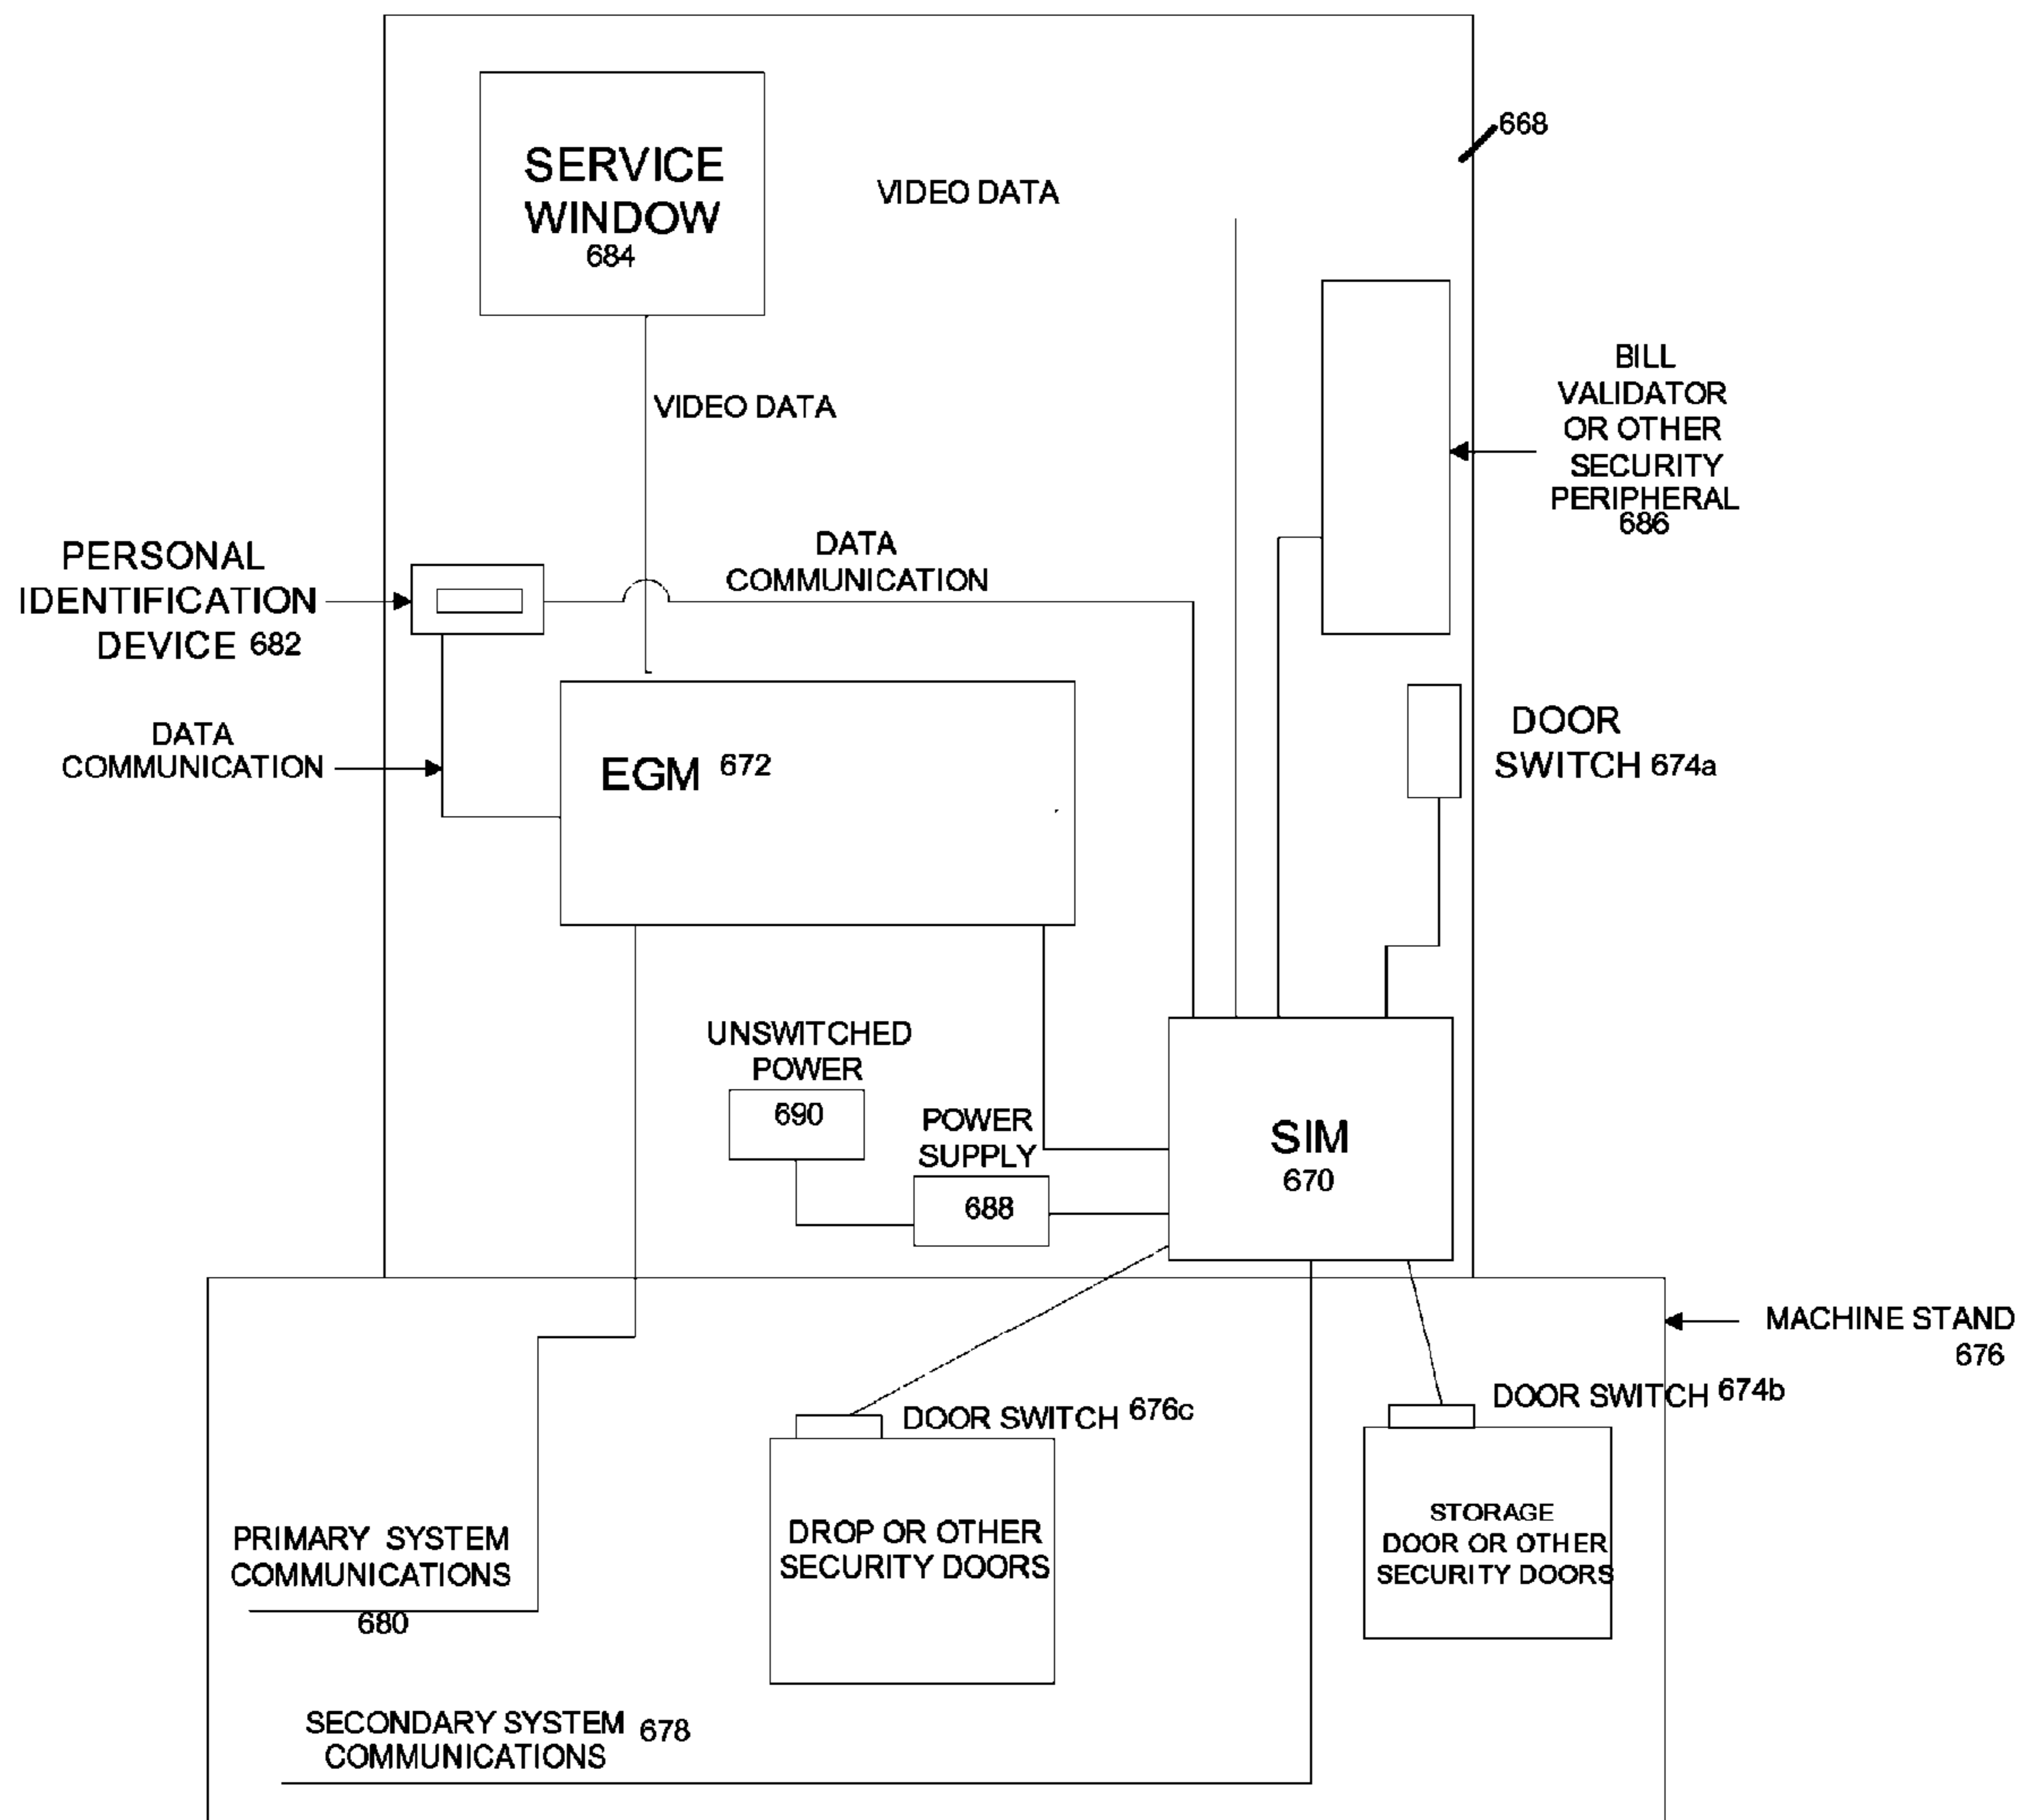 668
SERVICE
WINDOW
684
VIDEO DATA
VIDEO DATA
BILL
VALIDATOR
OR OTHER
SECURITY
PERIPHERAL
686
DATA
COMMUNICATION
PERSONAL
IDENTIFICATION
DEVICE 682
DATA
COMMUNICATION
EGM 672
DOOR
SWITCH 674a
UNSWITCHED
POWER
690
POWER
SUPPLY
688
SIM
670
MACHINE STAND
676
DOOR SWITCH 674b
DOOR SWITCH 676c
STORAGE
DOOR OR OTHER
SECURITY DOORS
DROP OR OTHER
SECURITY DOORS
PRIMARY SYSTEM
COMMUNICATIONS
680
SECONDARY SYSTEM 678
COMMUNICATIONS